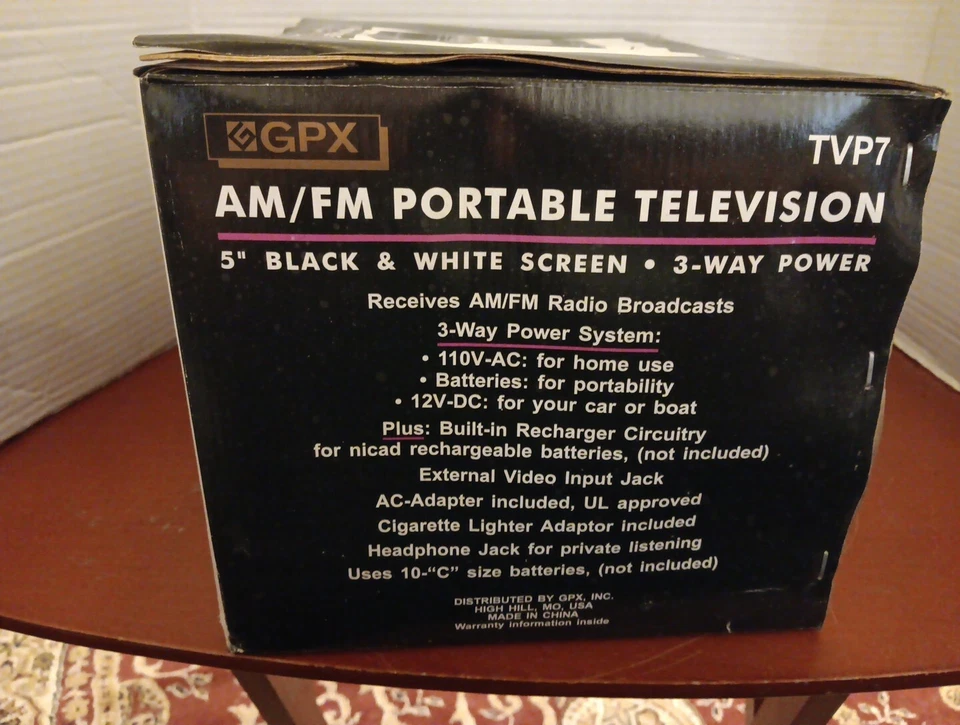 GPX
TVP7
AM/FM PORTABLE TELEVISION
5" BLACK & WHITE SCREEN • 3-WAY POWER
Receives AM/FM Radio Broadcasts
3-Way Power System:
• 110V-AC: for home use
• Batteries: for portability
• 12V-DC: for your car or boat
Plus: Built-in Recharger Circuitry
for nicad rechargeable batteries, (not included)
External Video Input Jack
AC-Adapter included, UL approved
Cigarette Lighter Adaptor included
Headphone Jack for private listening
Uses 10-“C” size batteries, (not included)
DISTRIBUTED BY GPX, INC.
HIGH HILL, MO, USA
MADE IN CHINA
Warranty information inside